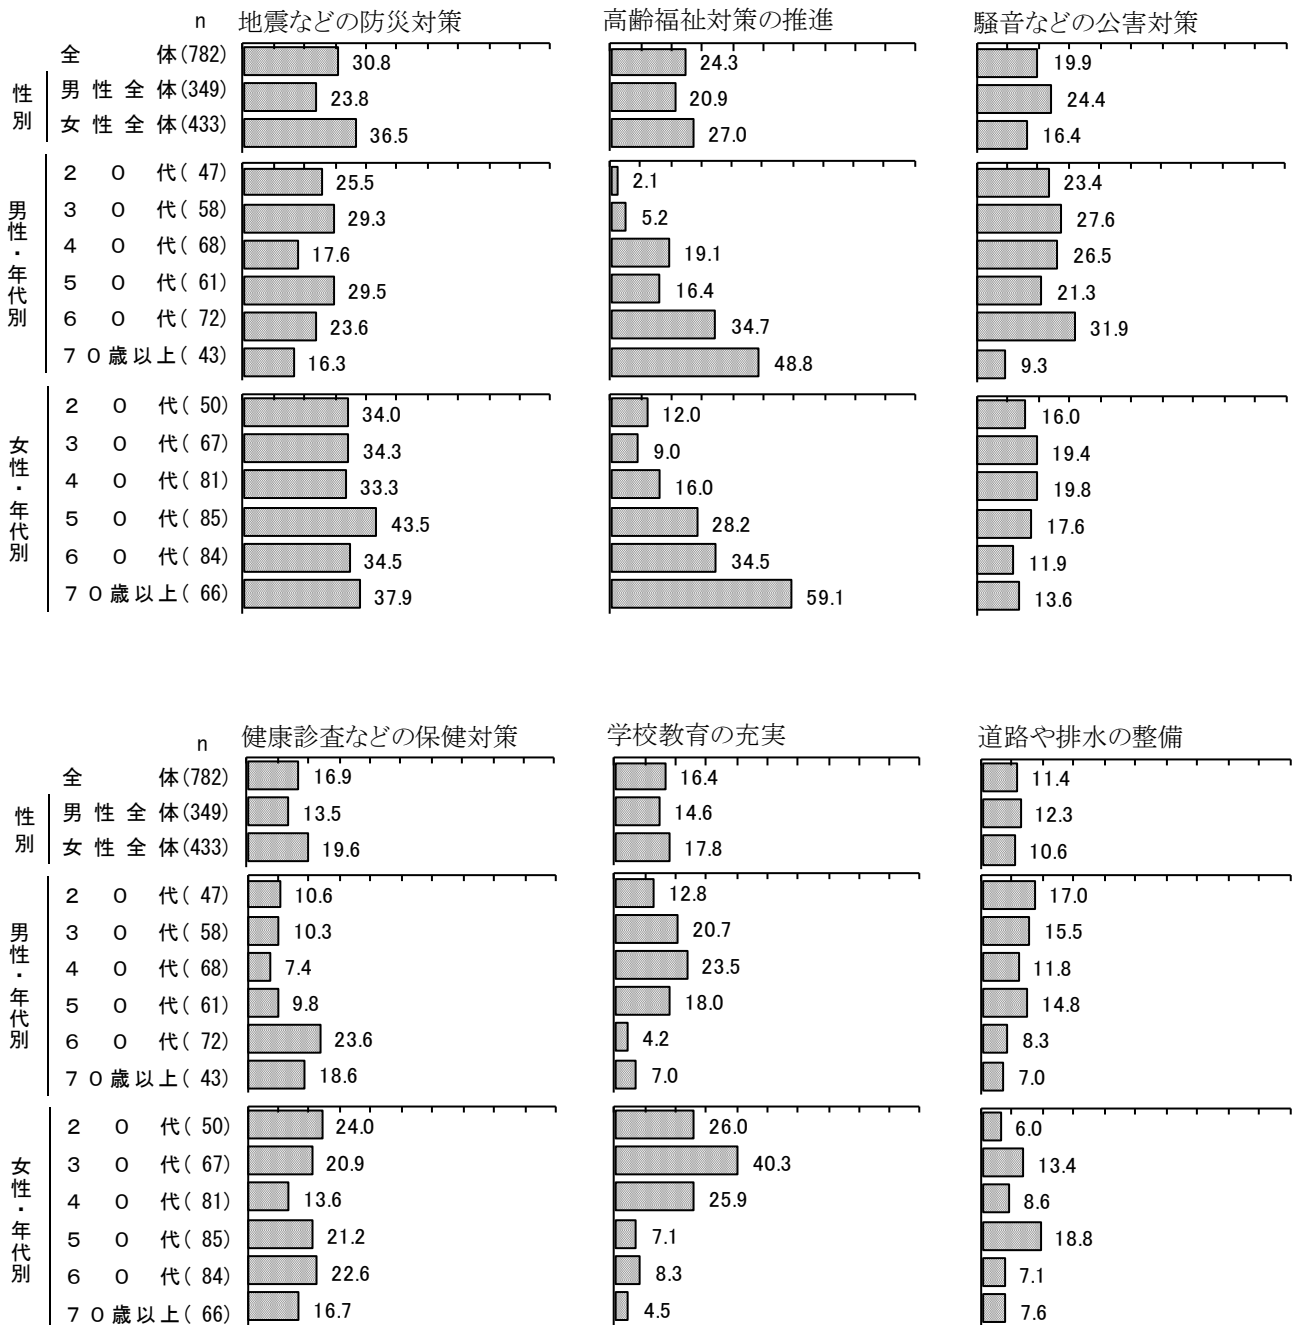 n 地震などの防災対策 高齢福祉対策の推進 騒音などの公害対策
全体(782) 30.8 24.3 19.9
性別
男性全体(349) 23.8 20.9 24.4
女性全体(433) 36.5 27.0 16.4
男性・年代別
２０代( 47) 25.5 2.1 23.4
３０代( 58) 29.3 5.2 27.6
４０代( 68) 17.6 19.1 26.5
５０代( 61) 29.5 16.4 21.3
６０代( 72) 23.6 34.7 31.9
７０歳以上( 43) 16.3 48.8 9.3
女性・年代別
２０代( 50) 34.0 12.0 16.0
３０代( 67) 34.3 9.0 19.4
４０代( 81) 33.3 16.0 19.8
５０代( 85) 43.5 28.2 17.6
６０代( 84) 34.5 34.5 11.9
７０歳以上( 66) 37.9 59.1 13.6
n 健康診査などの保健対策 学校教育の充実 道路や排水の整備
全体(782) 16.9 16.4 11.4
性別
男性全体(349) 13.5 14.6 12.3
女性全体(433) 19.6 17.8 10.6
男性・年代別
２０代( 47) 10.6 12.8 17.0
３０代( 58) 10.3 20.7 15.5
４０代( 68) 7.4 23.5 11.8
５０代( 61) 9.8 18.0 14.8
６０代( 72) 23.6 4.2 8.3
７０歳以上( 43) 18.6 7.0 7.0
女性・年代別
２０代( 50) 24.0 26.0 6.0
３０代( 67) 20.9 40.3 13.4
４０代( 81) 13.6 25.9 8.6
５０代( 85) 21.2 7.1 18.8
６０代( 84) 22.6 8.3 7.1
７０歳以上( 66) 16.7 4.5 7.6